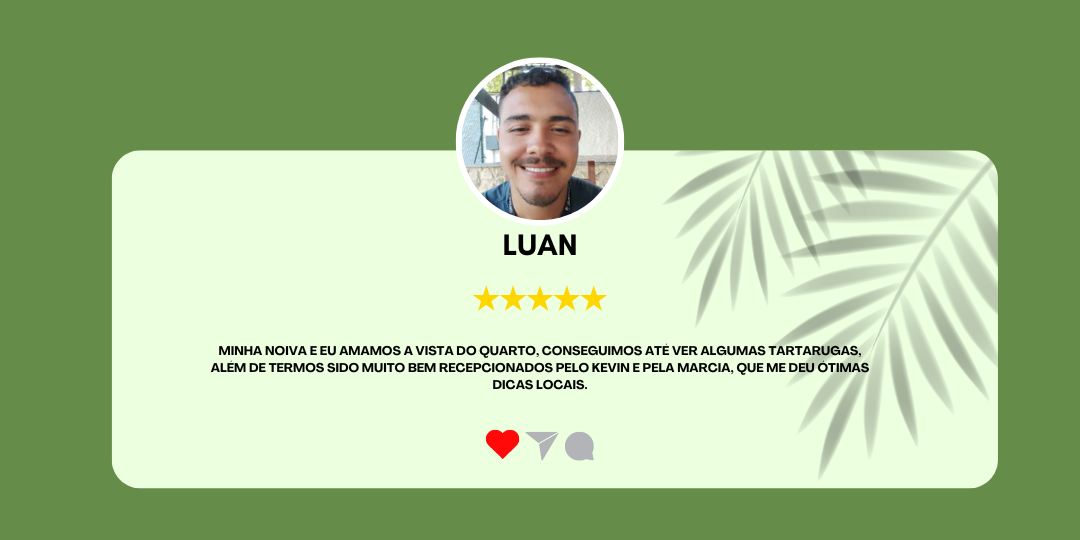 LUAN
MINHA NOIVA E EU AMAMOS A VISTA DO QUARTO, CONSEGUIMOS ATÉ VER ALGUMAS TARTARUGAS,
ALÉM DE TERMOS SIDO MUITO BEM RECEPCIONADOS PELO KEVIN E PELA MARCIA, QUE ME DEU ÓTIMAS
DICAS LOCAIS.